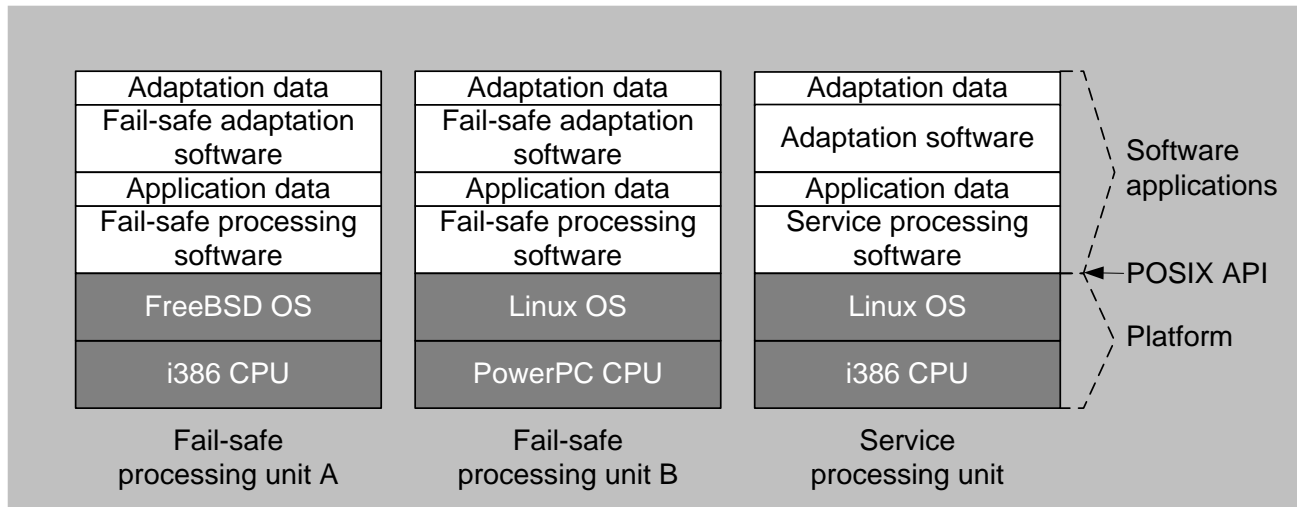 Adaptation data
Fail-safe adaptation
software
Application data
Fail-safe processing
software
FreeBSD OS
i386 CPU
Fail-safe
processing unit A
Adaptation data
Fail-safe adaptation
software
Application data
Fail-safe processing
software
Linux OS
PowerPC CPU
Fail-safe
processing unit B
Adaptation data
Adaptation software
Application data
Service processing
software
Linux OS
i386 CPU
Service
processing unit
Software
applications
POSIX API
Platform